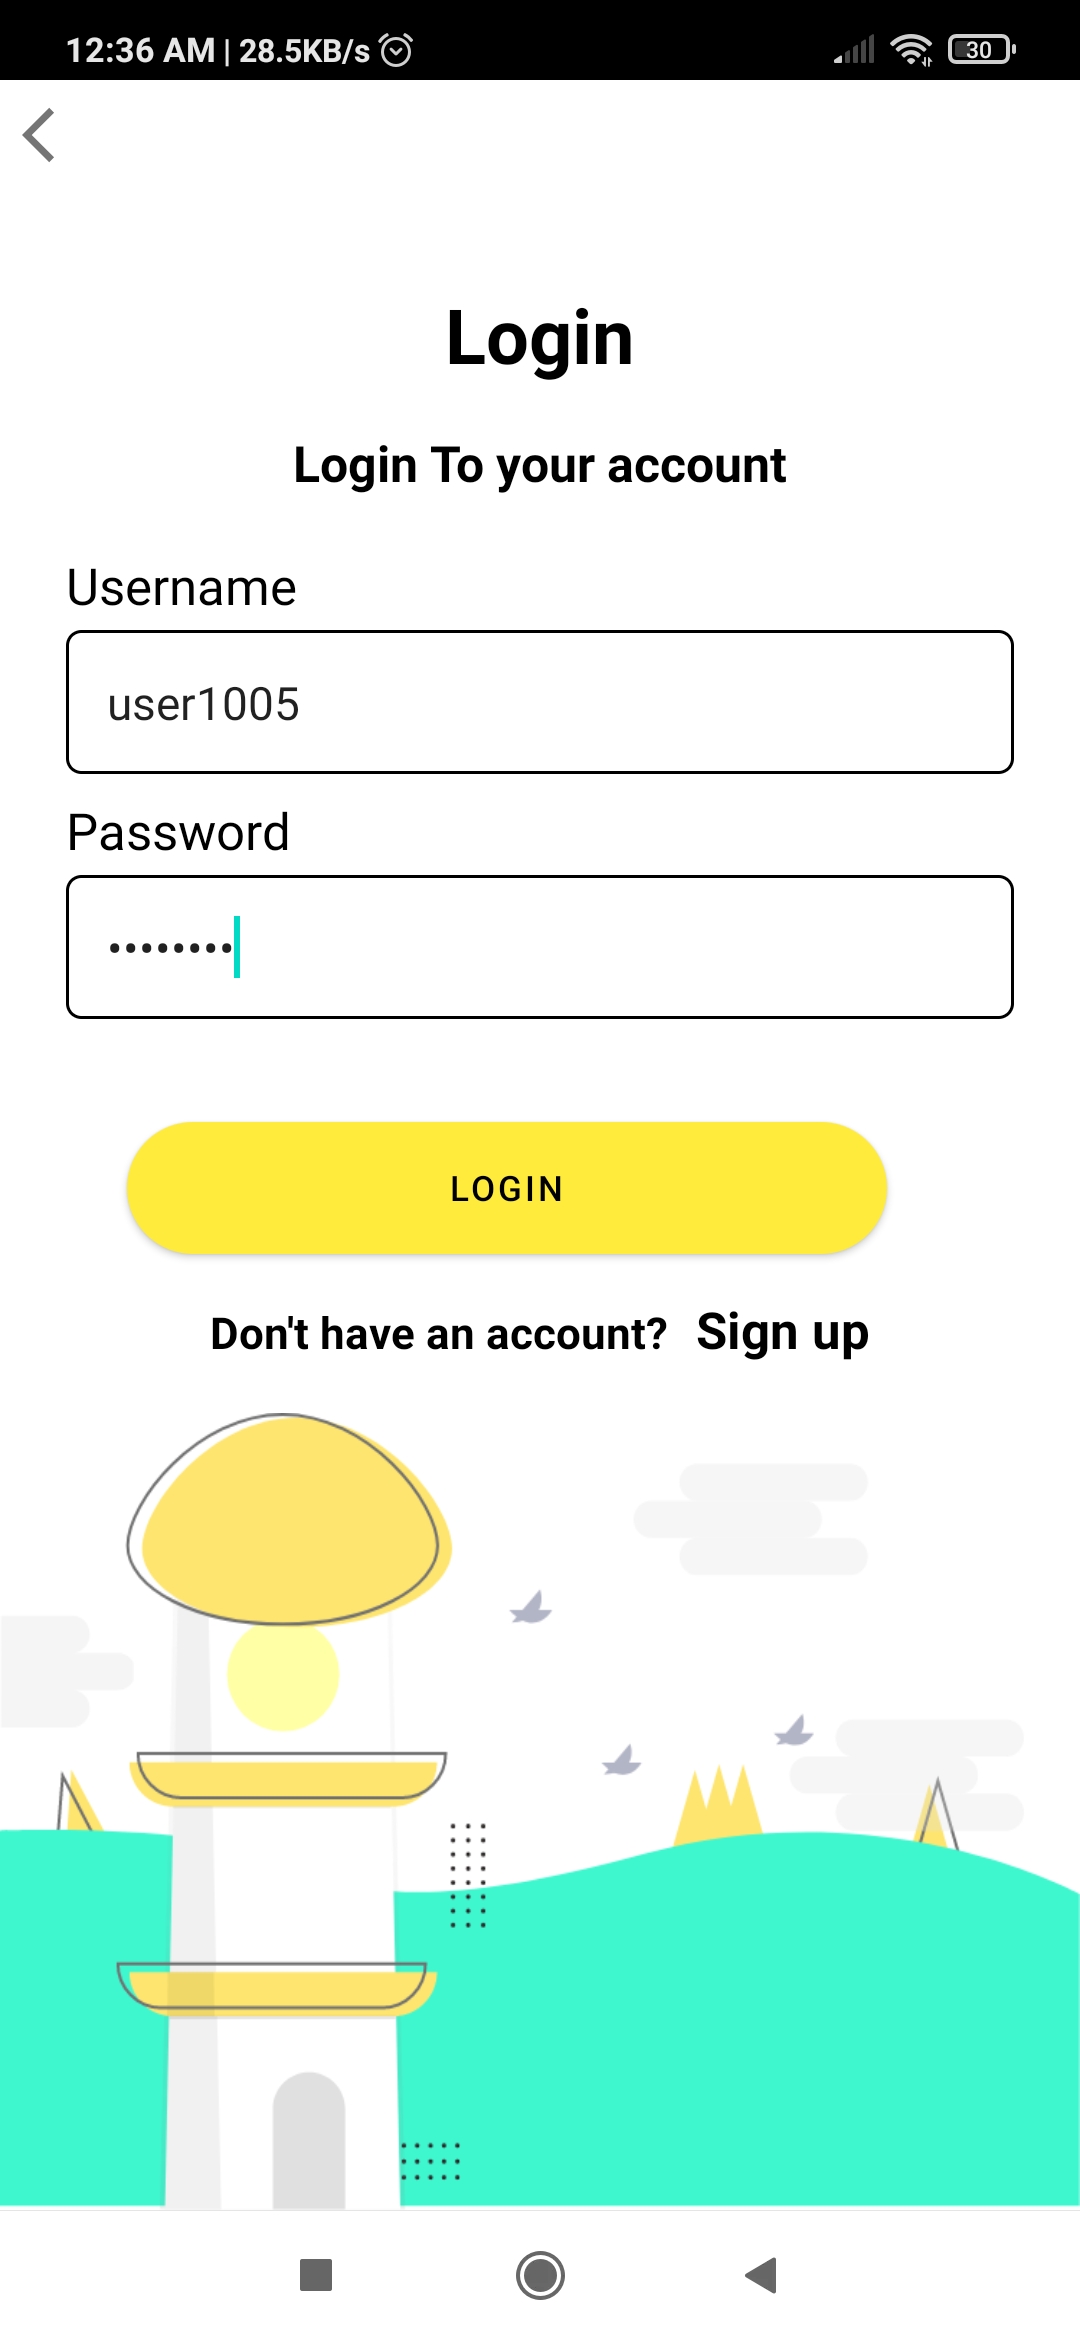 12:36 AM | 28.5KB/s
30
Login
Login To your account
Username
user1005
Password
••••••••
LOGIN
Don't have an account? Sign up